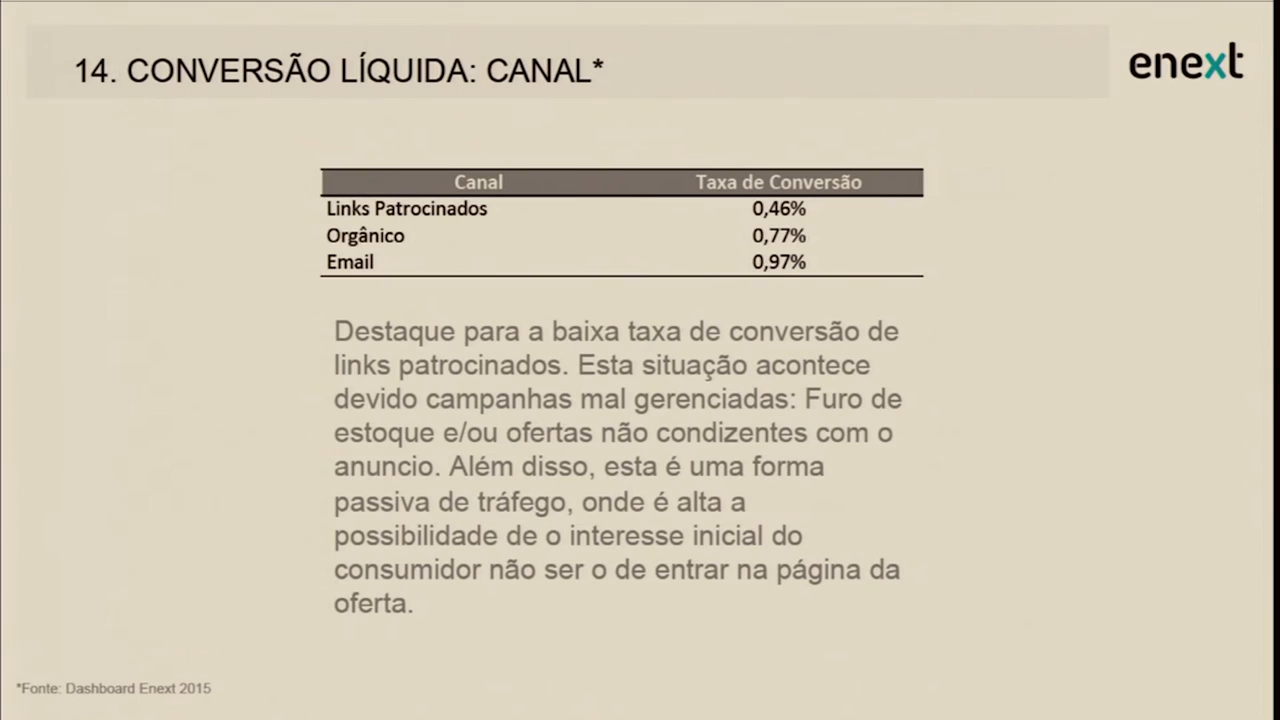 14. CONVERSÃO LÍQUIDA: CANAL*
enext
Canal Taxa de Conversão
Links Patrocinados 0,46%
Orgânico 0,77%
Email 0,97%
Destaque para a baixa taxa de conversão de
links patrocinados. Esta situação acontece
devido campanhas mal gerenciadas: Furo de
estoque e/ou ofertas não condizentes com o
anuncio. Além disso, esta é uma forma
passiva de tráfego, onde é alta a
possibilidade de o interesse inicial do
consumidor não ser o de entrar na página da
oferta.
*Fonte: Dashboard Enext 2015